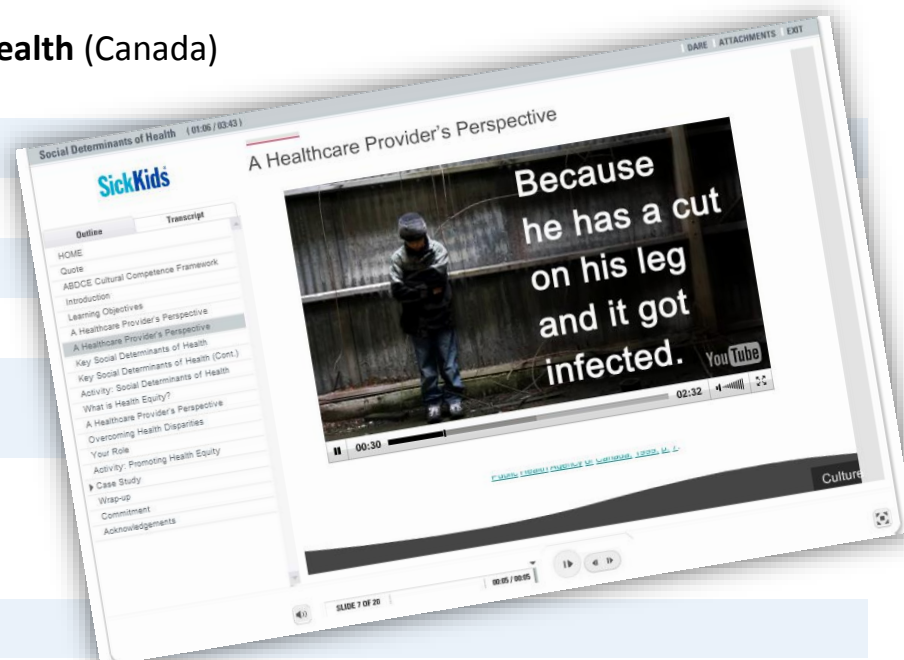 ealth (Canada)
Social Determinants of Health ( 01:06 / 03:43 )
DARE ATTACHMENTS EXIT
SickKids
Outline Transcript
HOME
Quote
ABDCE Cultural Competence Framework
Introduction
Learning Objectives
A Healthcare Provider's Perspective
A Healthcare Provider's Perspective
Key Social Determinants of Health
Key Social Determinants of Health (Cont.)
Activity: Social Determinants of Health
What is Health Equity?
A Healthcare Provider's Perspective
Overcoming Health Disparities
Your Role
Activity: Promoting Health Equity
Case Study
Wrap-up
Commitment
Acknowledgements
A Healthcare Provider's Perspective
Because
he has a cut
on his leg
and it got
infected.
YouTube
00:30 02:32
Culture
SLIDE 7 OF 20 00:05 / 00:05